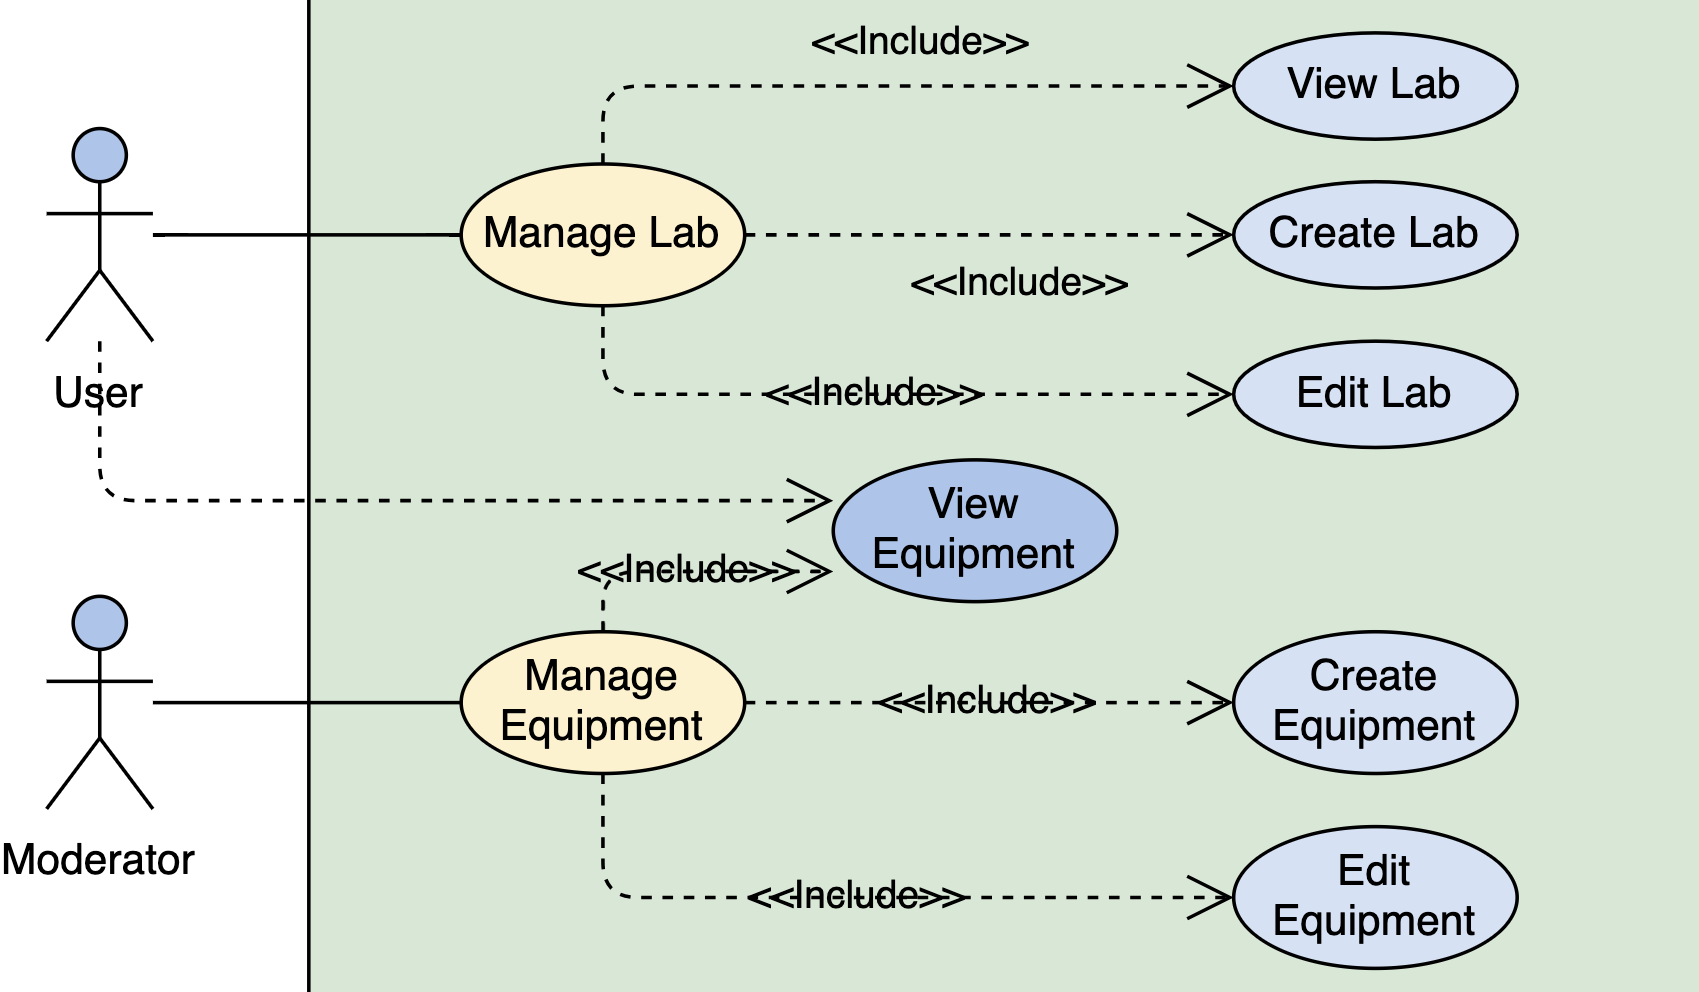 <<Include>>
View Lab
Manage Lab
Create Lab
<<Include>>
User
<<Include>>
Edit Lab
View
Equipment
<<Include>>
Manage
Equipment
<<Include>>
Create
Equipment
Moderator
<<Include>>
Edit
Equipment